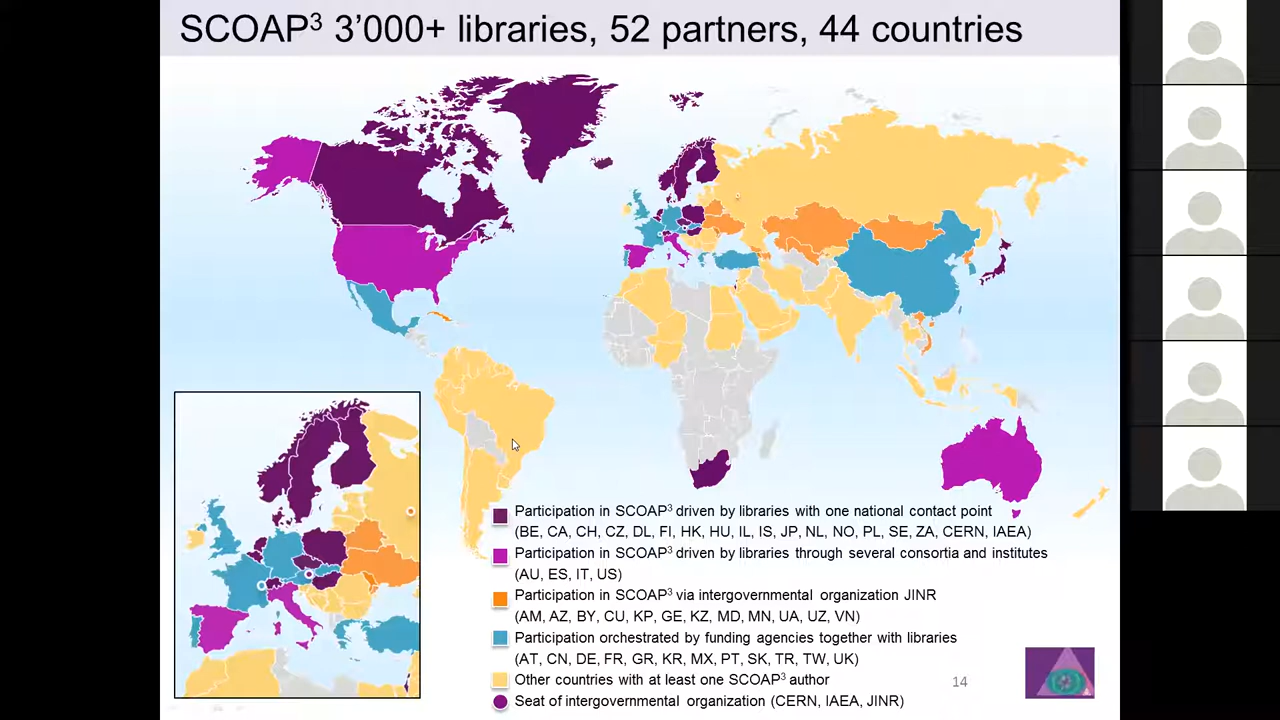 SCOAP³ 3’000+ libraries, 52 partners, 44 countries
Participation in SCOAP³ driven by libraries with one national contact point
(BE, CA, CH, CZ, DL, FI, HK, HU, IL, IS, JP, NL, NO, PL, SE, ZA, CERN, IAEA)
Participation in SCOAP³ driven by libraries through several consortia and institutes
(AU, ES, IT, US)
Participation in SCOAP³ via intergovernmental organization JINR
(AM, AZ, BY, CU, KP, GE, KZ, MD, MN, UA, UZ, VN)
Participation orchestrated by funding agencies together with libraries
(AT, CN, DE, FR, GR, KR, MX, PT, SK, TR, TW, UK)
Other countries with at least one SCOAP³ author
14
Seat of intergovernmental organization (CERN, IAEA, JINR)